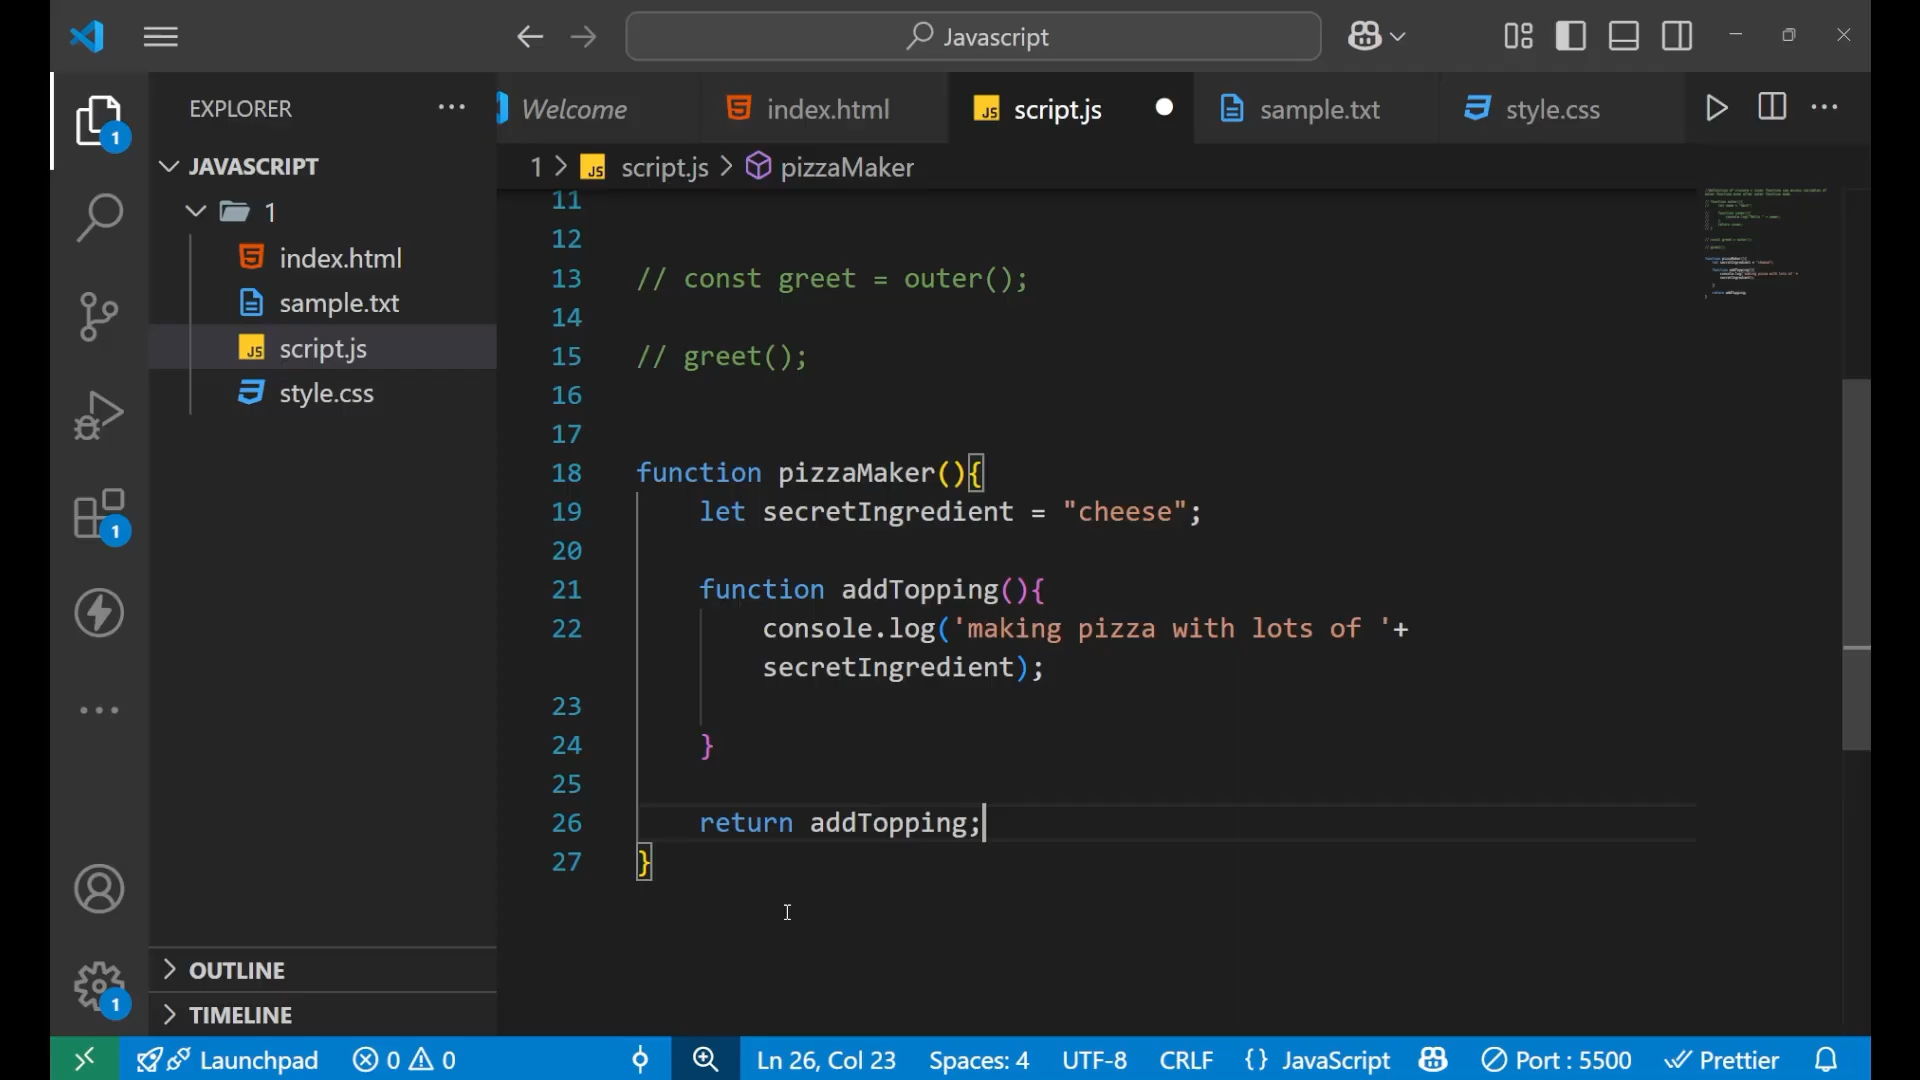 Javascript
EXPLORER
Welcome
index.html
script.js
sample.txt
style.css
1
JAVASCRIPT
1
index.html
sample.txt
script.js
style.css
1 > script.js > pizzaMaker
11
12
13 // const greet = outer();
14
15 // greet();
16
17
18 function pizzaMaker(){
19 let secretIngredient = "cheese";
20
21 function addTopping(){
22 console.log('making pizza with lots of '+
secretIngredient);
23
24 }
25
26 return addTopping;
27 }
1
1
OUTLINE
TIMELINE
Launchpad 0 0 Ln 26, Col 23 Spaces: 4 UTF-8 CRLF {} JavaScript Port : 5500 Prettier